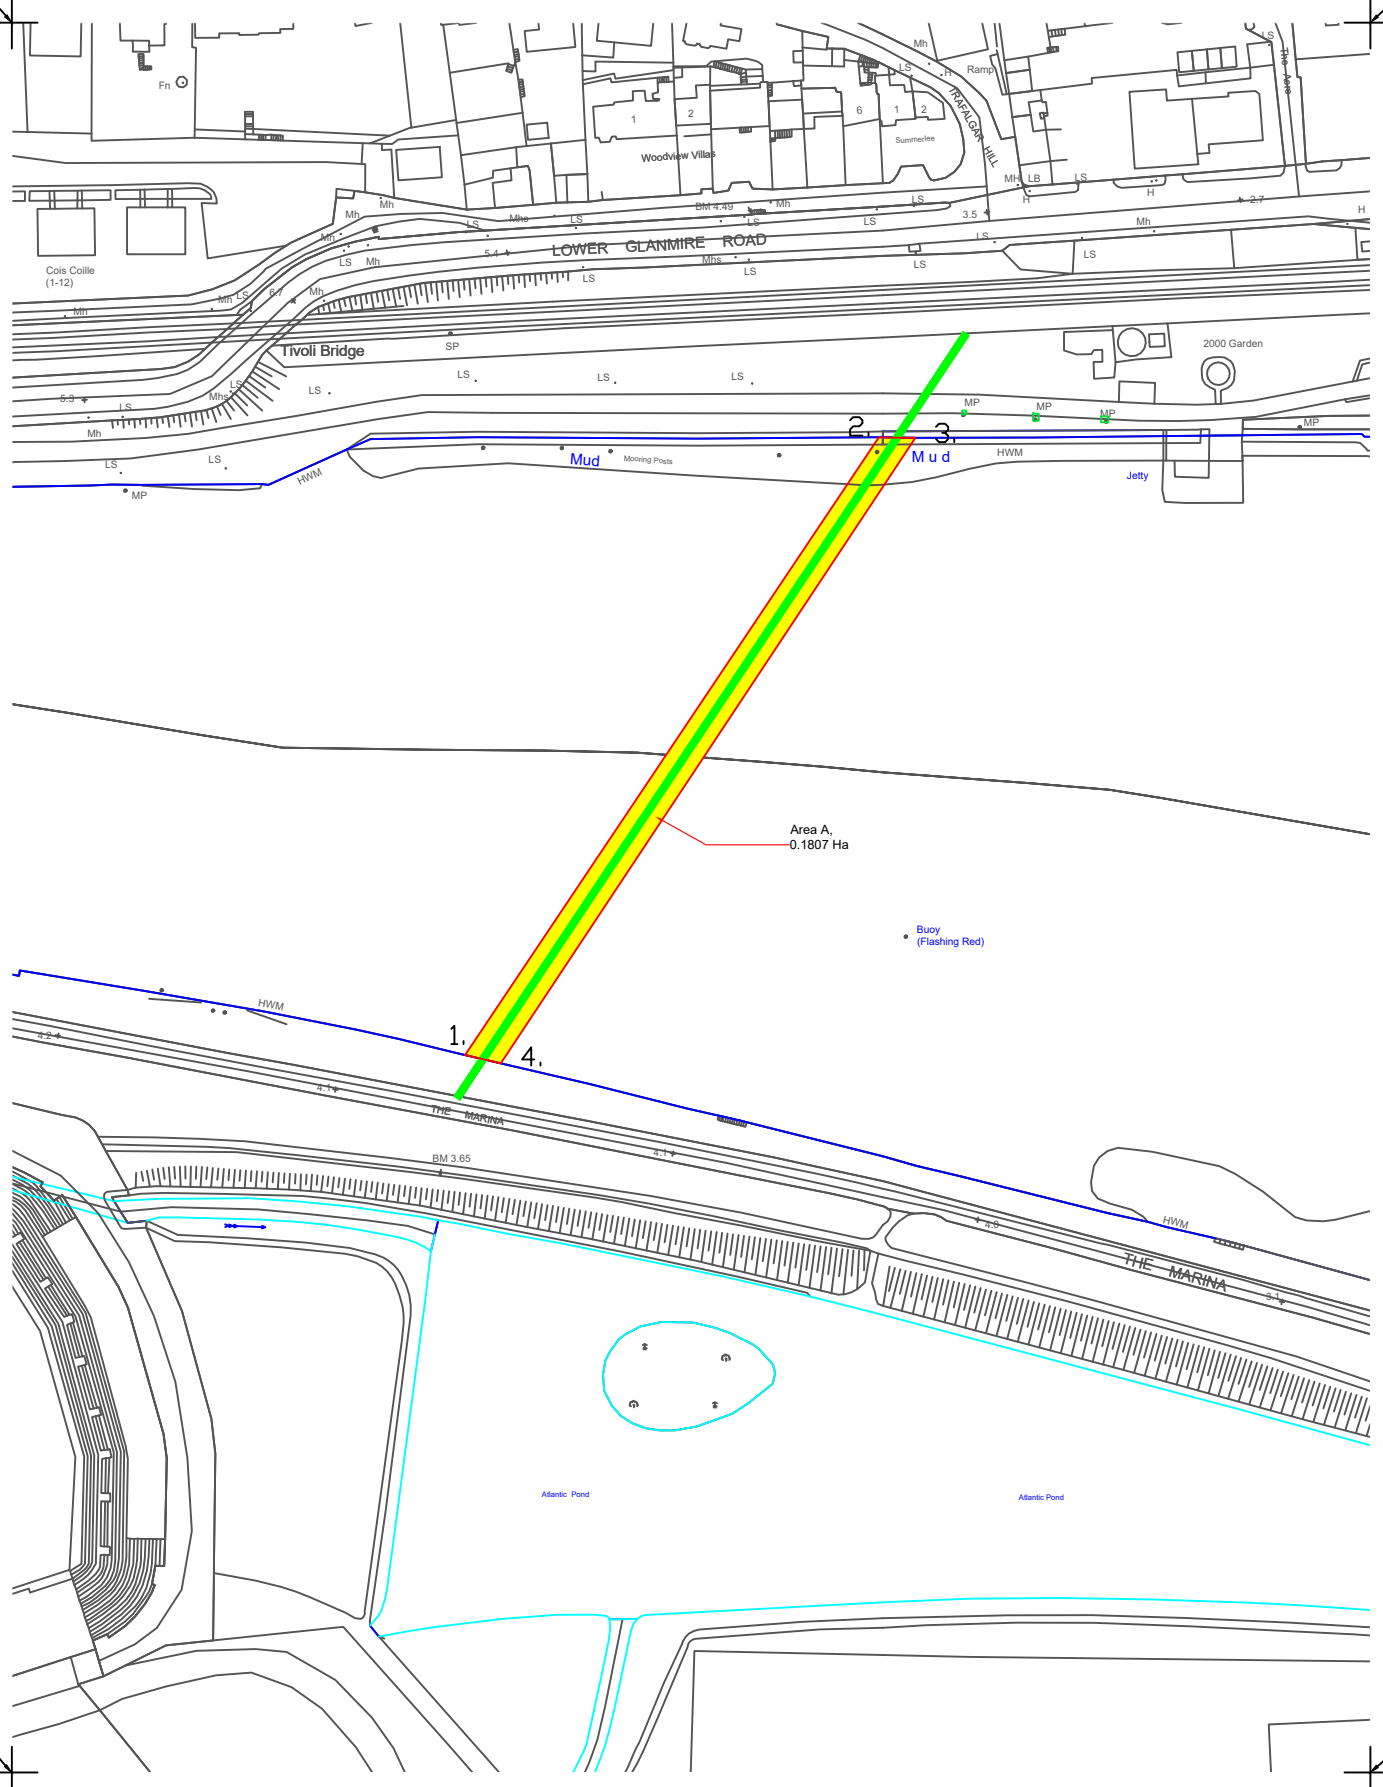 LS
Mh
The Acre
LS
H
Ramp
Fn
TRAFALGAR HILL
1
2
6
1
2
Summerlee
Woodview Villas
MH
LB
LS
H
H
Mh
Mh
BM 4.49
Mh
LS
2.7
Mh
LS
Mhs
LS
LS
LS
3.5
Mh
H
Mh
LS
Mh
5.4
LOWER GLANMIRE ROAD
Mhs
LS
LS
LS
LS
LS
Cois Coille
(1-12)
Mh
Mh
LS
6.7
Mh
Tivoli Bridge
SP
2000 Garden
LS
LS
LS
LS
LS
Mhs
5.3
LS
Mh
MP
MP
MP
MP
2.
3.
LS
LS
HWM
Mud
Mooring Posts
Mud
HWM
Jetty
MP
Area A,
0.1807 Ha
Buoy
(Flashing Red)
HWM
4.2
1.
4.
4.1
THE MARINA
4.1
BM 3.65
4.0
HWM
THE MARINA
3.1
Atlantic Pond
Atlantic Pond